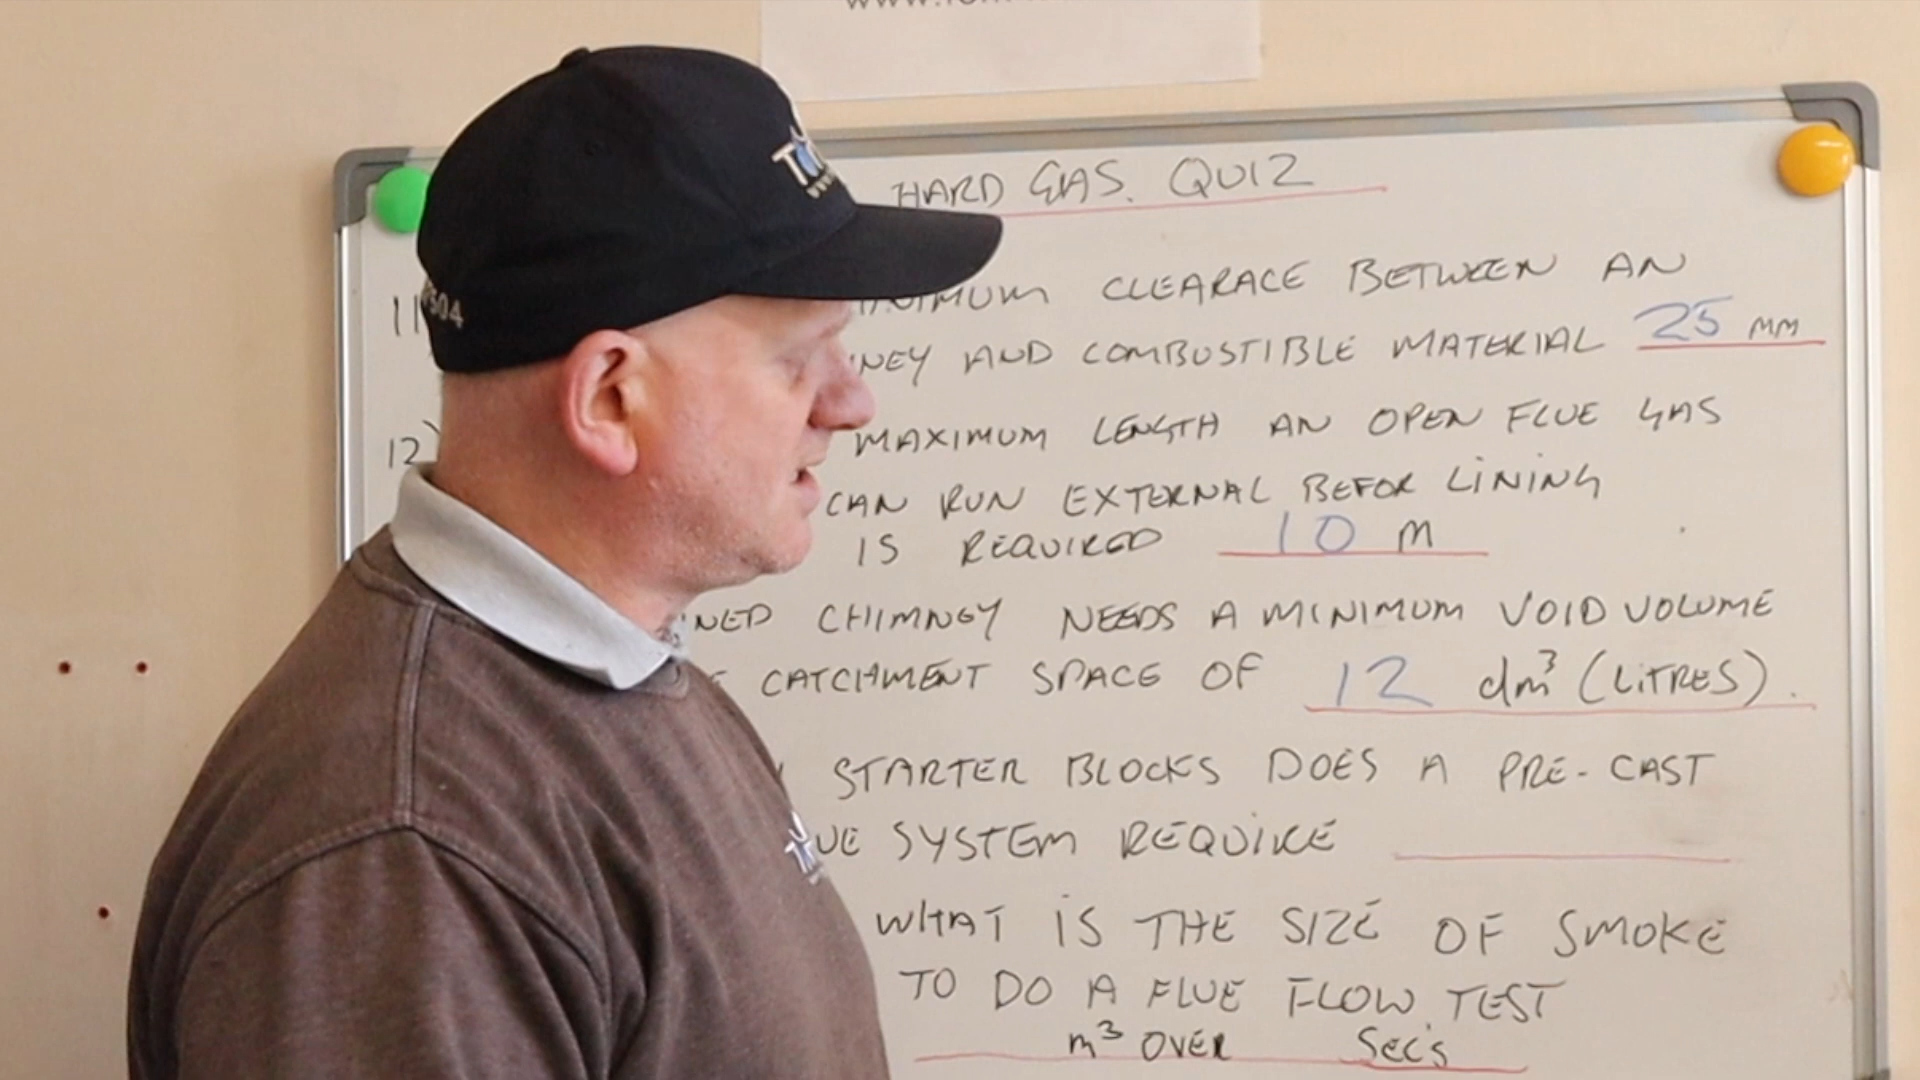 HARD GAS. QUIZ
11 CLEARACE BETWEEN AN
AND COMBUSTIBLE MATERIAL 25 MM
12) MAXIMUM LENGTH AN OPEN FLUE GAS
CAN RUN EXTERNAL BEFOR LINING
IS REQUIRED 10 M
CHIMNEY NEEDS A MINIMUM VOID VOLUME
CATCHMENT SPACE OF 12 dm³ (LiTRES).
STARTER BLOCKS DOES A PRE-CAST
SYSTEM REQUIRE
WHAT IS THE SIZE OF SMOKE
TO DO A FLUE FLOW TEST
m³ OVER Sec's
504